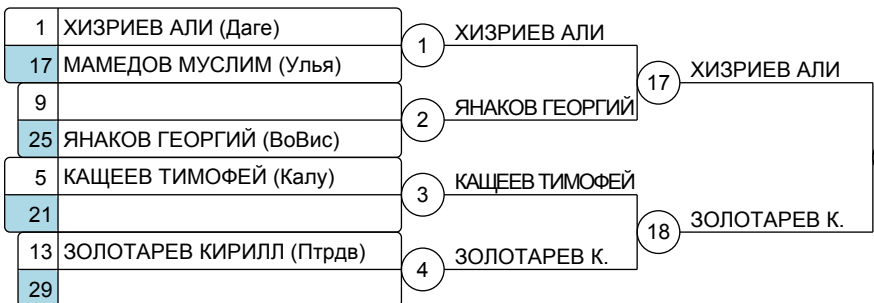 1 ХИЗРИЕВ АЛИ (Даге)
17 МАМЕДОВ МУСЛИМ (Улья)
9
25 ЯНАКОВ ГЕОРГИЙ (ВоВис)
5 КАЩЕЕВ ТИМОФЕЙ (Калу)
21
13 ЗОЛОТАРЕВ КИРИЛЛ (Птрдв)
29
1 ХИЗРИЕВ АЛИ
2 ЯНАКОВ ГЕОРГИЙ
3 КАЩЕЕВ ТИМОФЕЙ
4 ЗОЛОТАРЕВ К.
17 ХИЗРИЕВ АЛИ
18 ЗОЛОТАРЕВ К.